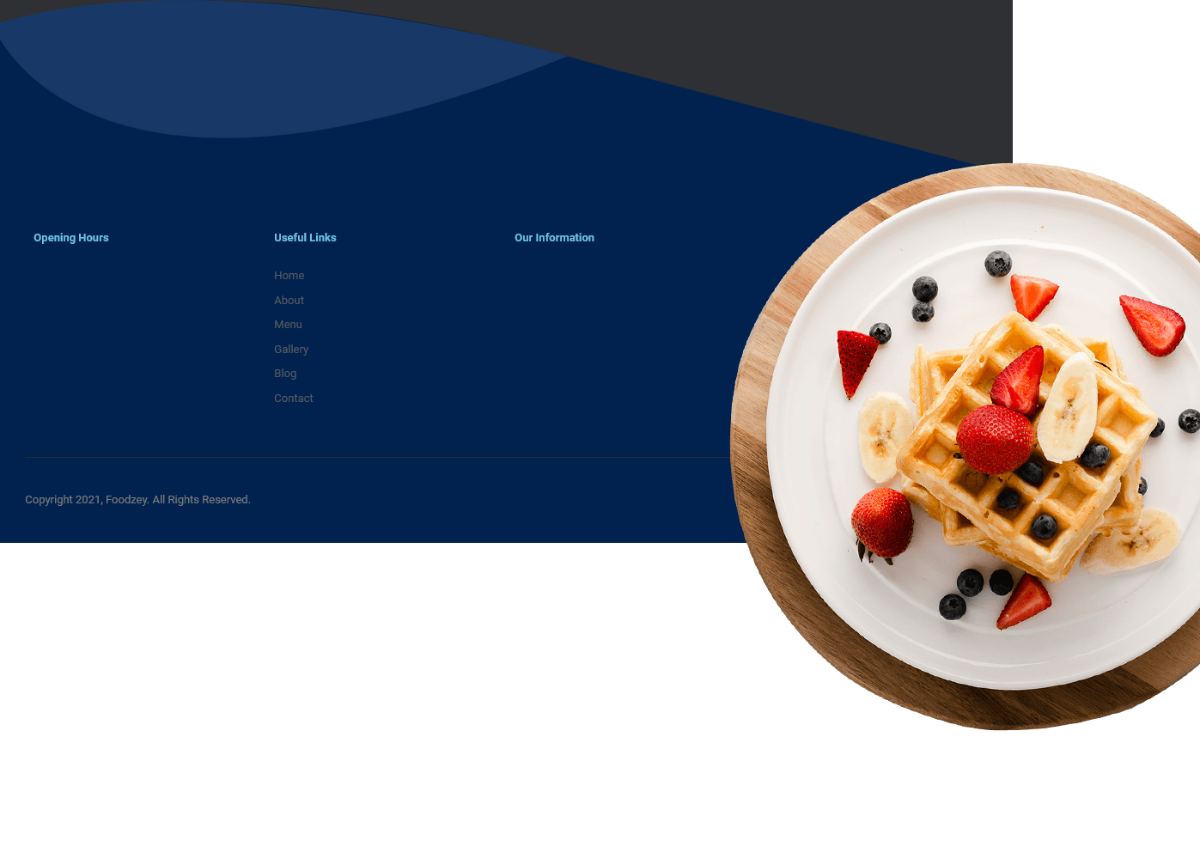 Opening Hours
Useful Links
Home
About
Menu
Gallery
Blog
Contact
Our Information
Copyright 2021, Foodzey. All Rights Reserved.